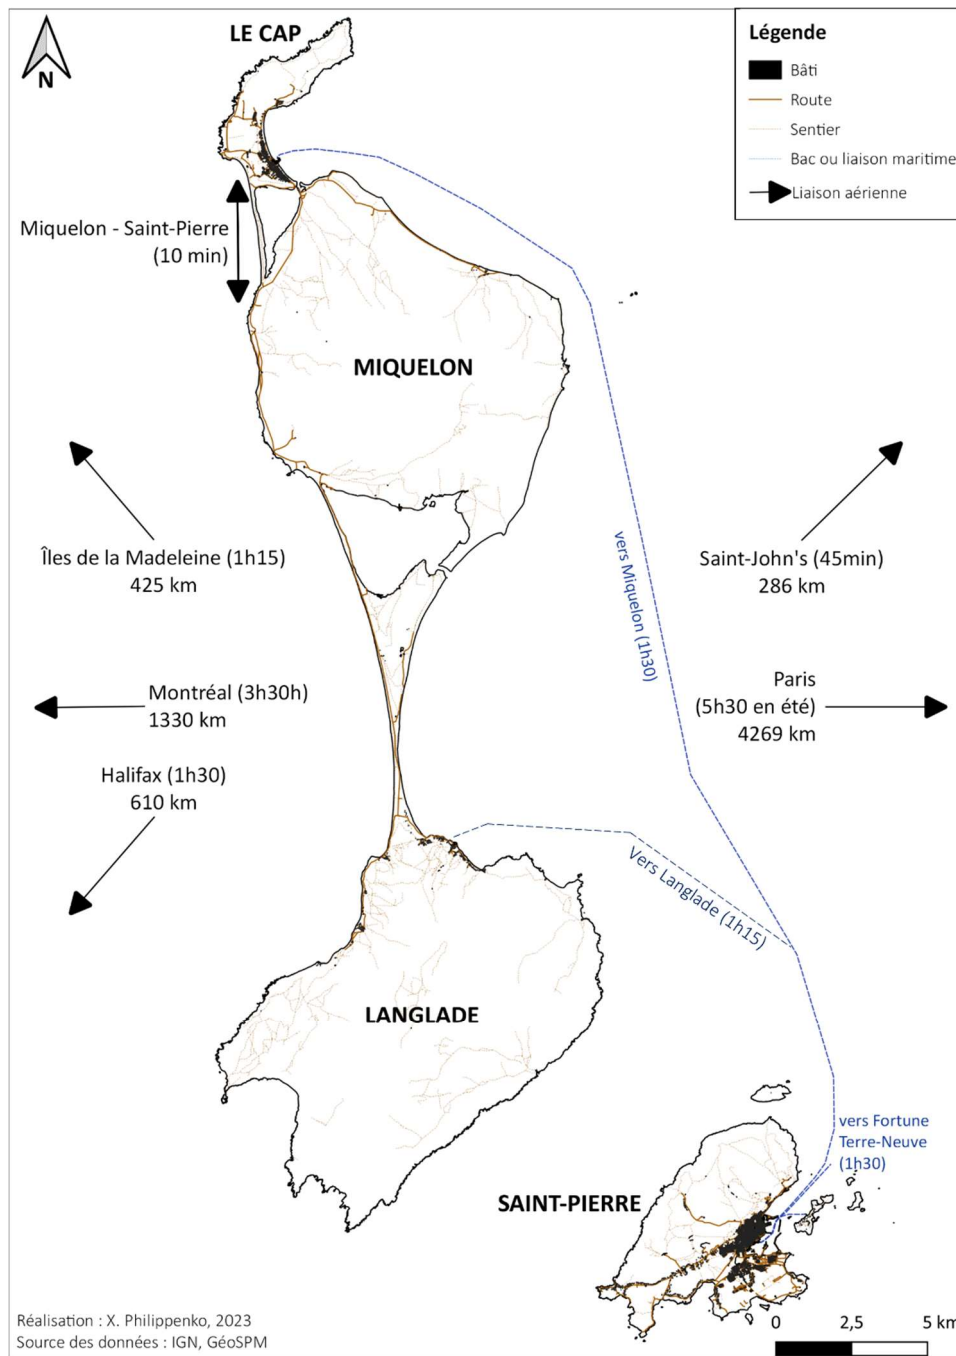 LE CAP
N
Légende
Bâti
Route
Sentier
Bac ou liaison maritime
Liaison aérienne
Miquelon - Saint-Pierre
(10 min)
MIQUELON
Îles de la Madeleine (1h15)
425 km
Saint-John's (45min)
286 km
vers Miquelon (1h30)
Montréal (3h30h)
1330 km
Paris
(5h30 en été)
4269 km
Halifax (1h30)
610 km
Vers Langlade (1h15)
LANGLADE
vers Fortune
Terre-Neuve
(1h30)
SAINT-PIERRE
Réalisation : X. Philippenko, 2023
Source des données : IGN, GéoSPM
0 2,5 5 km